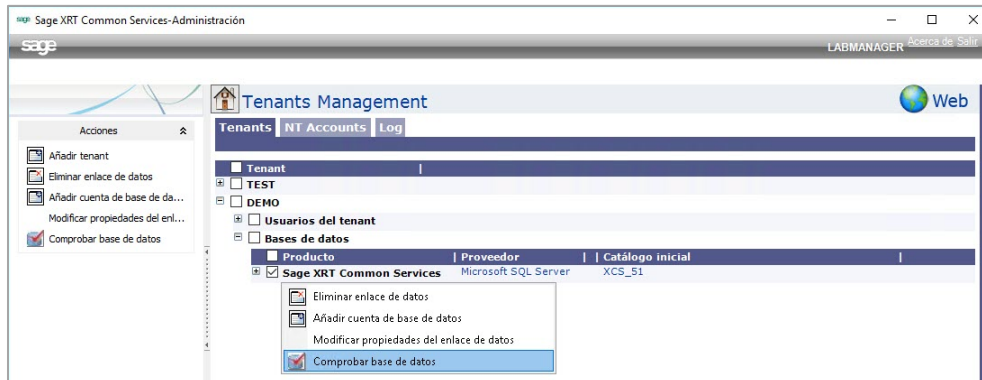 Sage XRT Common Services-Administración
sage
LABMANAGER Acerca de Salir
Tenants Management
Web
Acciones
Añadir tenant
Eliminar enlace de datos
Añadir cuenta de base de da...
Modificar propiedades del enl...
Comprobar base de datos
Tenants NT Accounts Log
Tenant
TEST
DEMO
Usuarios del tenant
Bases de datos
Producto Proveedor Catálogo inicial
Sage XRT Common Services Microsoft SQL Server XCS_51
Eliminar enlace de datos
Añadir cuenta de base de datos
Modificar propiedades del enlace de datos
Comprobar base de datos